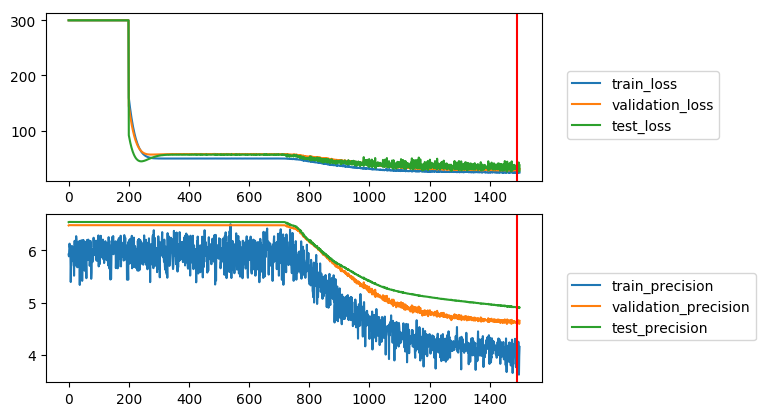 300
200
100
0 200 400 600 800 1000 1200 1400
train_loss
validation_loss
test_loss
6
5
4
0 200 400 600 800 1000 1200 1400
train_precision
validation_precision
test_precision